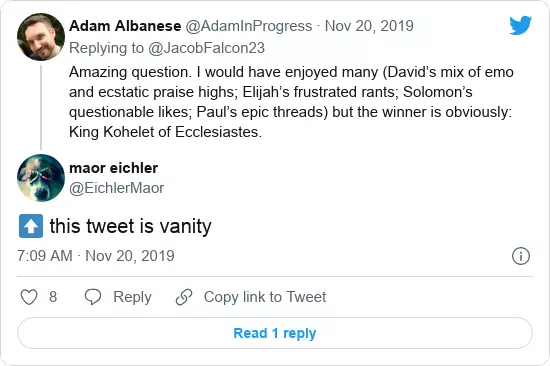 Adam Albanese @AdamInProgress · Nov 20, 2019
Replying to @JacobFalcon23
Amazing question. I would have enjoyed many (David’s mix of emo
and ecstatic praise highs; Elijah’s frustrated rants; Solomon’s
questionable likes; Paul’s epic threads) but the winner is obviously:
King Kohelet of Ecclesiastes.
maor eichler
@EichlerMaor
⬆️ this tweet is vanity
7:09 AM · Nov 20, 2019
8 Reply Copy link to Tweet
Read 1 reply